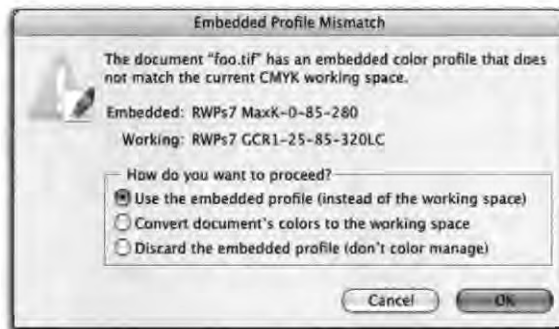 Embedded Profile Mismatch
The document "foo.tif" has an embedded color profile that does
not match the current CMYK working space.
Embedded: RWPs7 MaxK-0-85-280
Working: RWPs7 GCR1-25-85-320LC
How do you want to proceed?
Use the embedded profile (instead of the working space)
Convert document's colors to the working space
Discard the embedded profile (don't color manage)
Cancel OK